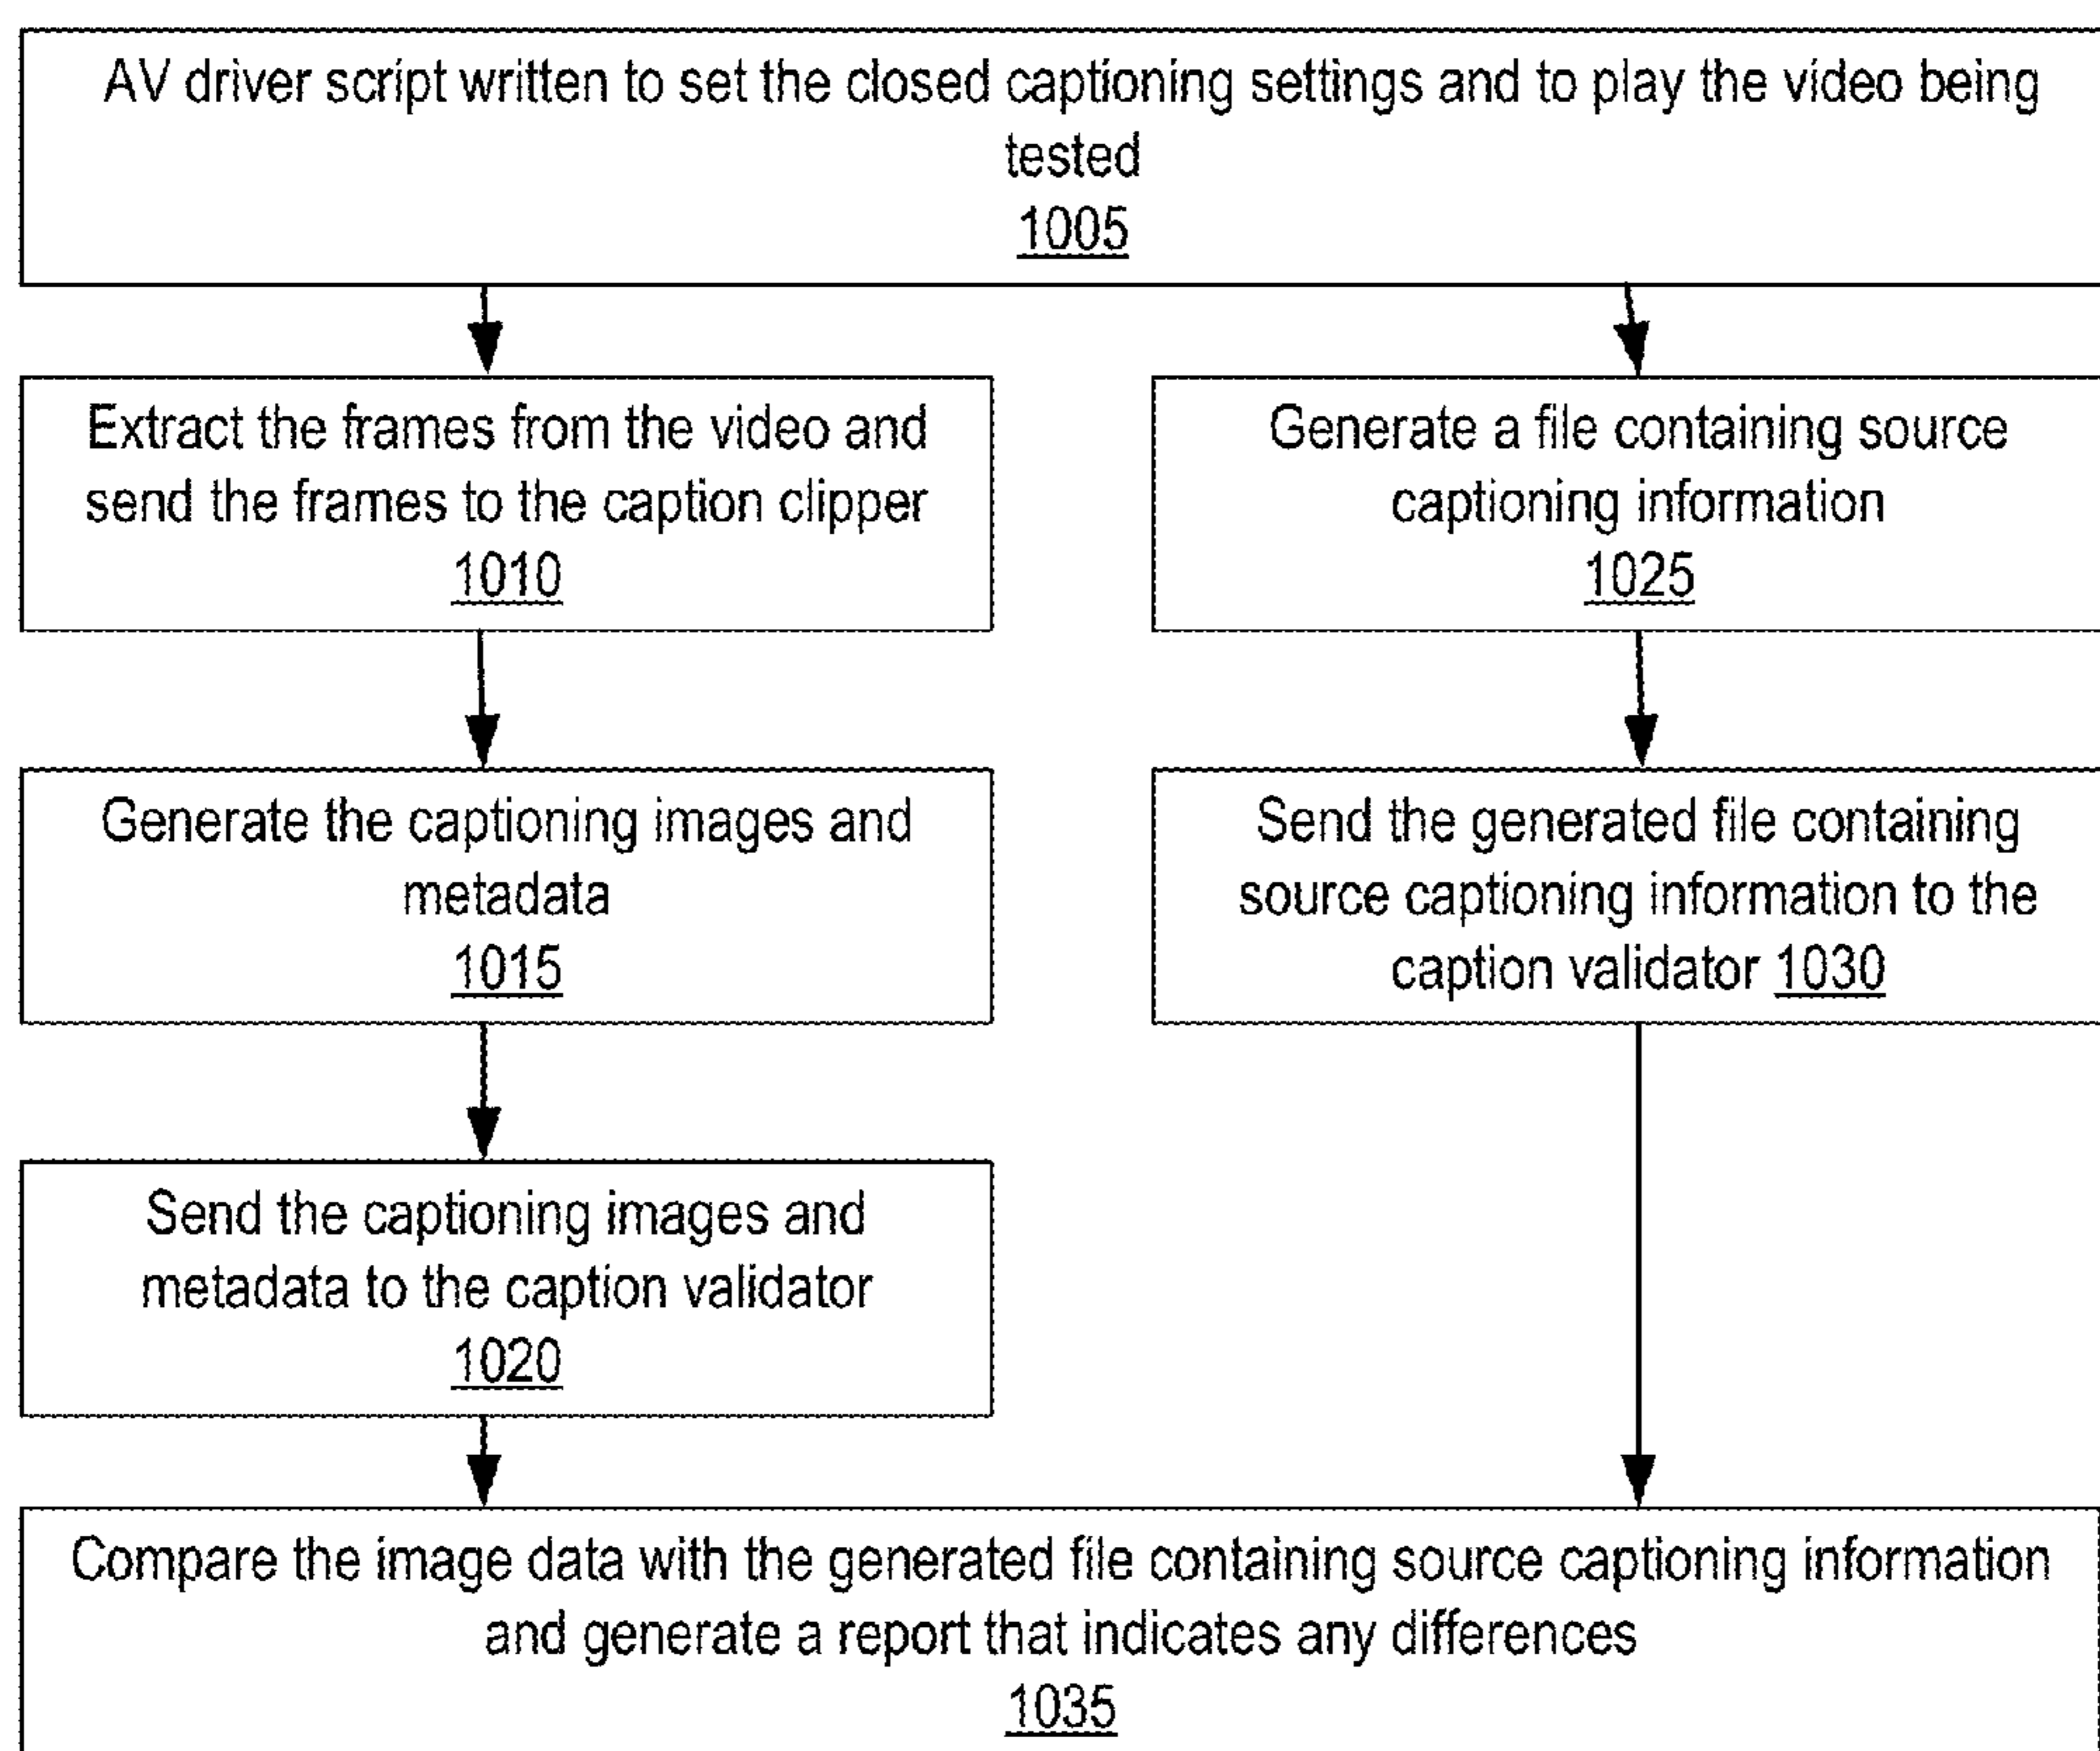 AV driver script written to set the closed captioning settings and to play the video being
tested
1005
Extract the frames from the video and
send the frames to the caption clipper
1010
Generate the captioning images and
metadata
1015
Send the captioning images and
metadata to the caption validator
1020
Generate a file containing source
captioning information
1025
Send the generated file containing
source captioning information to the
caption validator 1030
Compare the image data with the generated file containing source captioning information
and generate a report that indicates any differences
1035